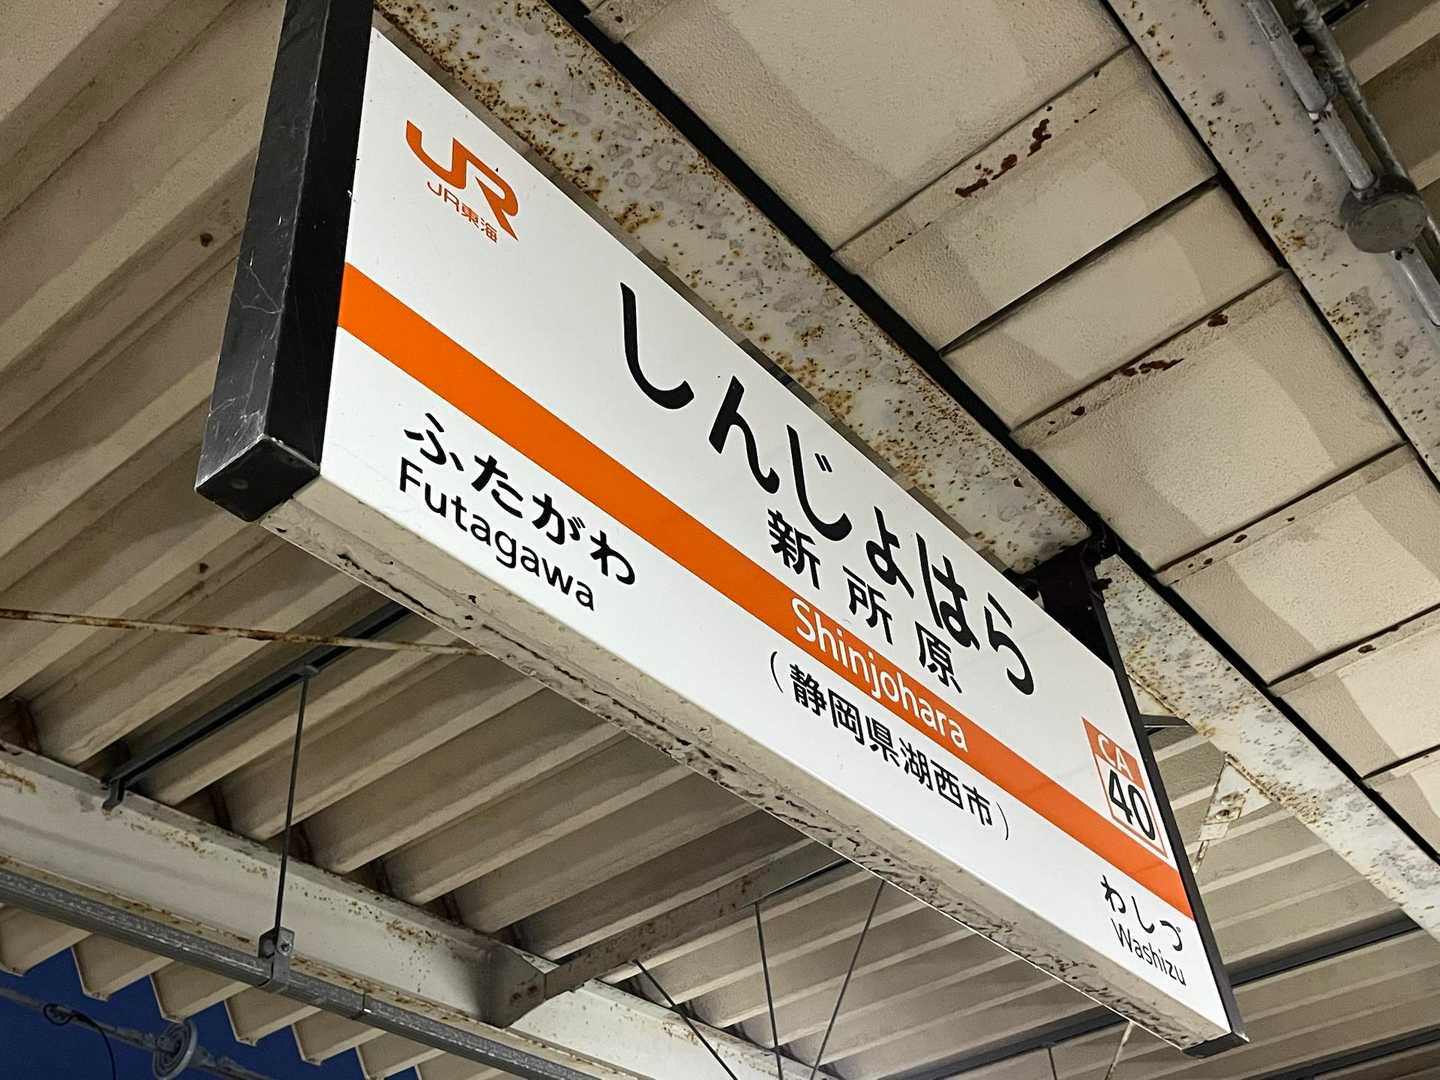 JR
JR東海
しんじょはら
新所原
Shinjohara
(静岡県湖西市)
CA
40
ふたがわ
Futagawa
わしづ
Washizu